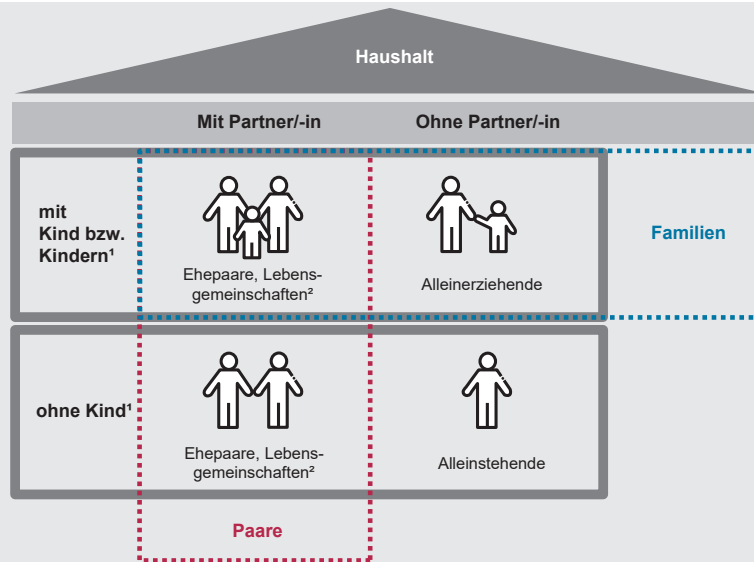 Haushalt
Mit Partner/-in
Ohne Partner/-in
mit
Kind bzw.
Kindern¹
Ehepaare, Lebens-
gemeinschaften²
Alleinerziehende
Familien
ohne Kind¹
Ehepaare, Lebens-
gemeinschaften²
Alleinstehende
Paare